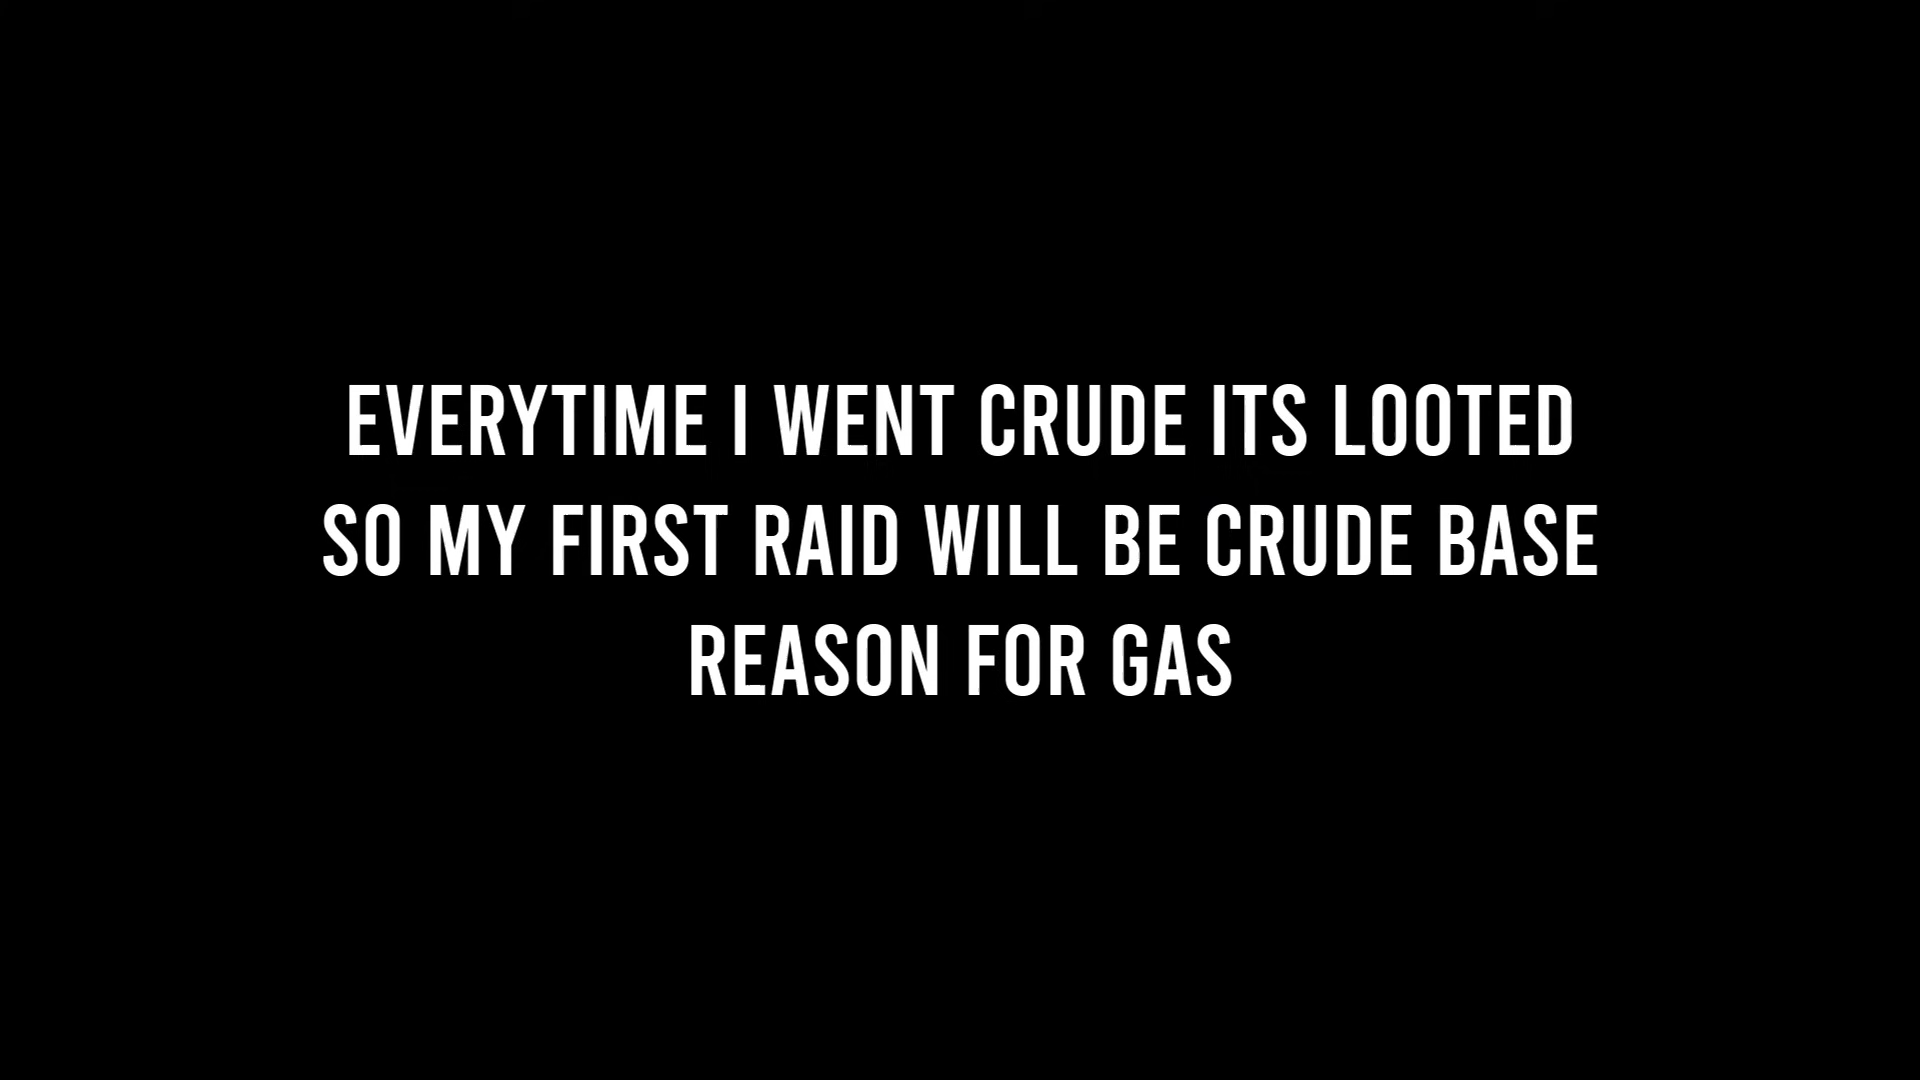 EVERYTIME I WENT CRUDE ITS LOOTED
SO MY FIRST RAID WILL BE CRUDE BASE
REASON FOR GAS